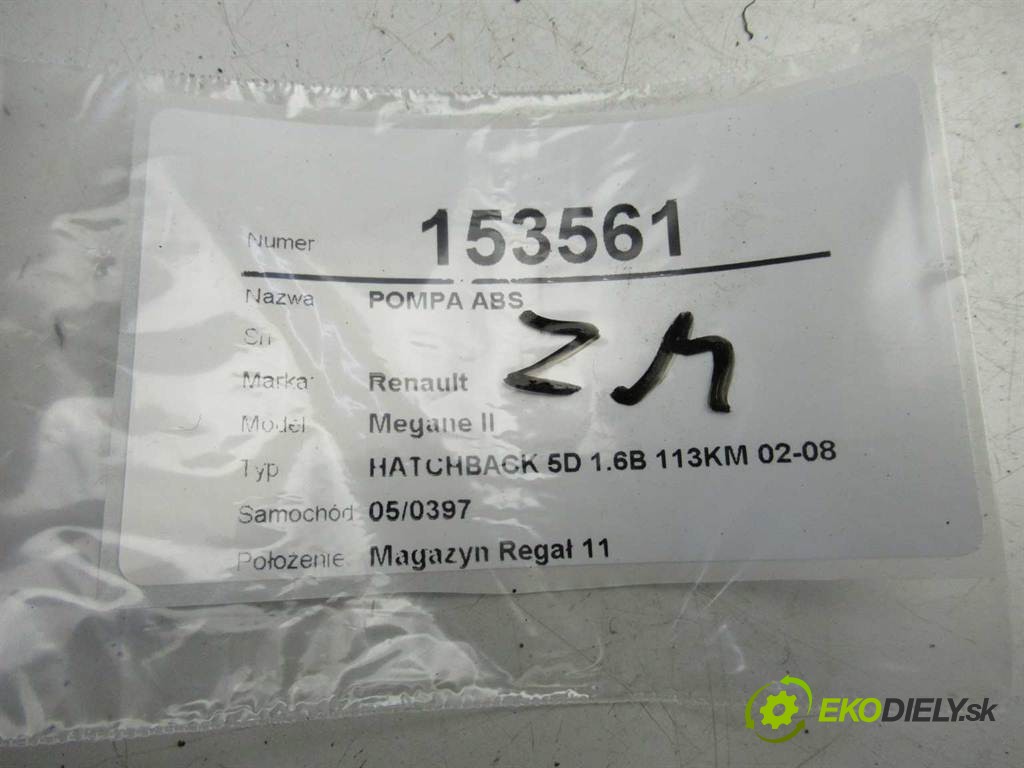 Numer 153561
Nazwa POMPA ABS
Sn
Marka: Renault
Model Megane II
Typ HATCHBACK 5D 1.6B 113KM 02-08
Samochód 05/0397
Położenie: Magazyn Regał 11
EKODIELY.sk